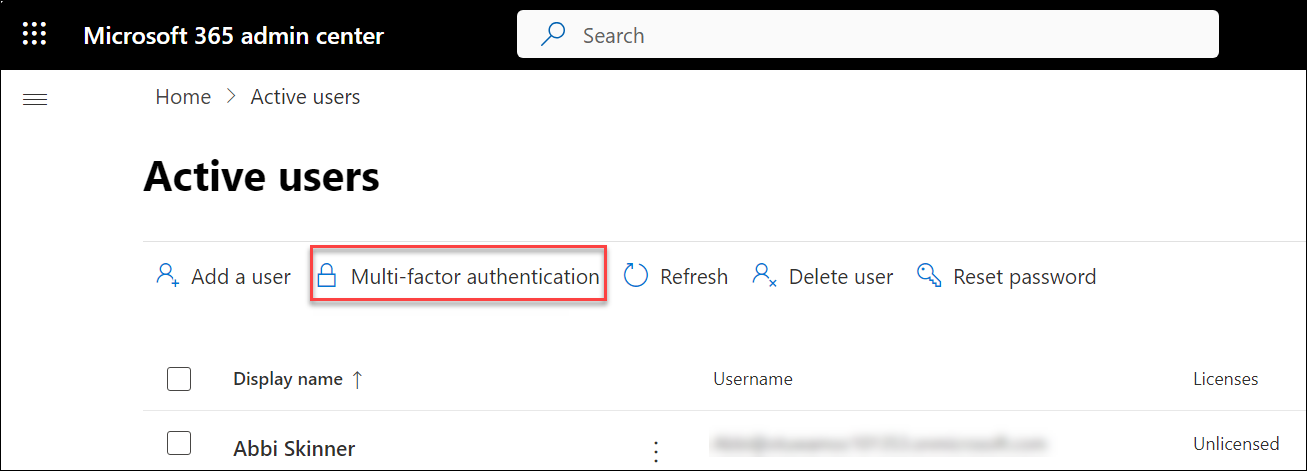 Microsoft 365 admin center
Search
Home > Active users
Active users
Add a user Multi-factor authentication Refresh Delete user Reset password
Display name ↑ Username Licenses
Abbi Skinner Unlicensed